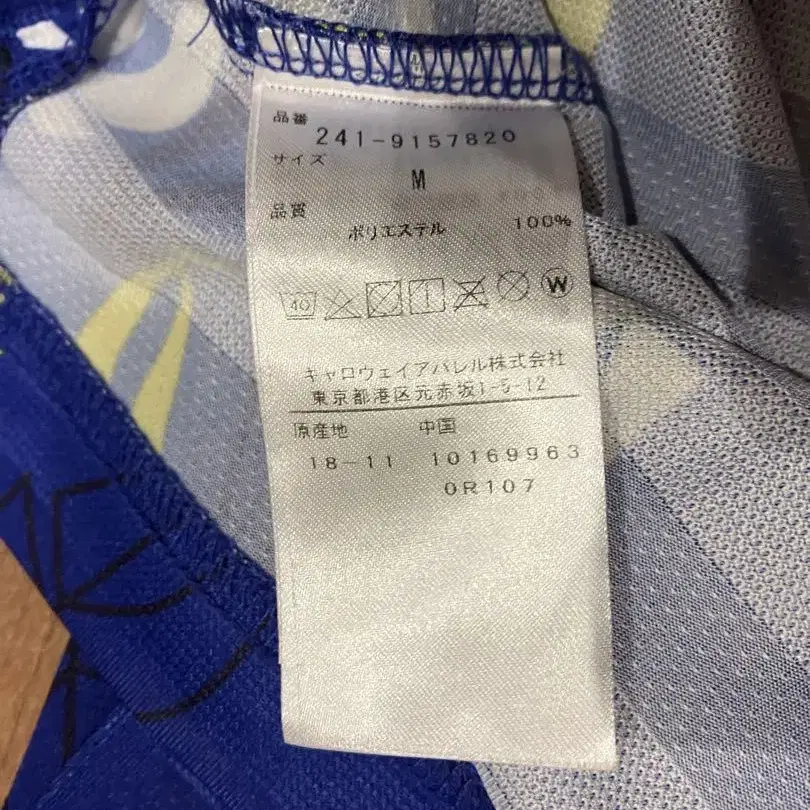 品番
241-9157820
サイズ
M
品質
ポリエステル 100%
40 W
キャロウェイアパレル株式会社
東京都港区元赤坂1-5-12
原産地 中国
18-11 10169963
0R107